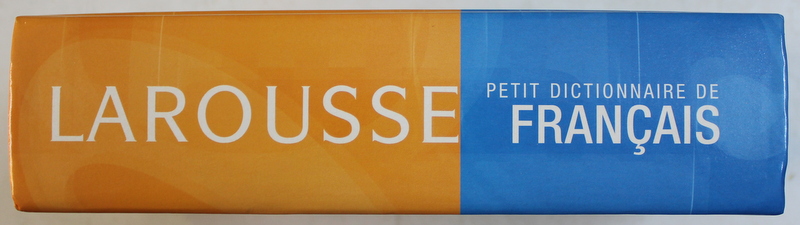 LAROUSSE
PETIT DICTIONNAIRE DE
FRANÇAIS